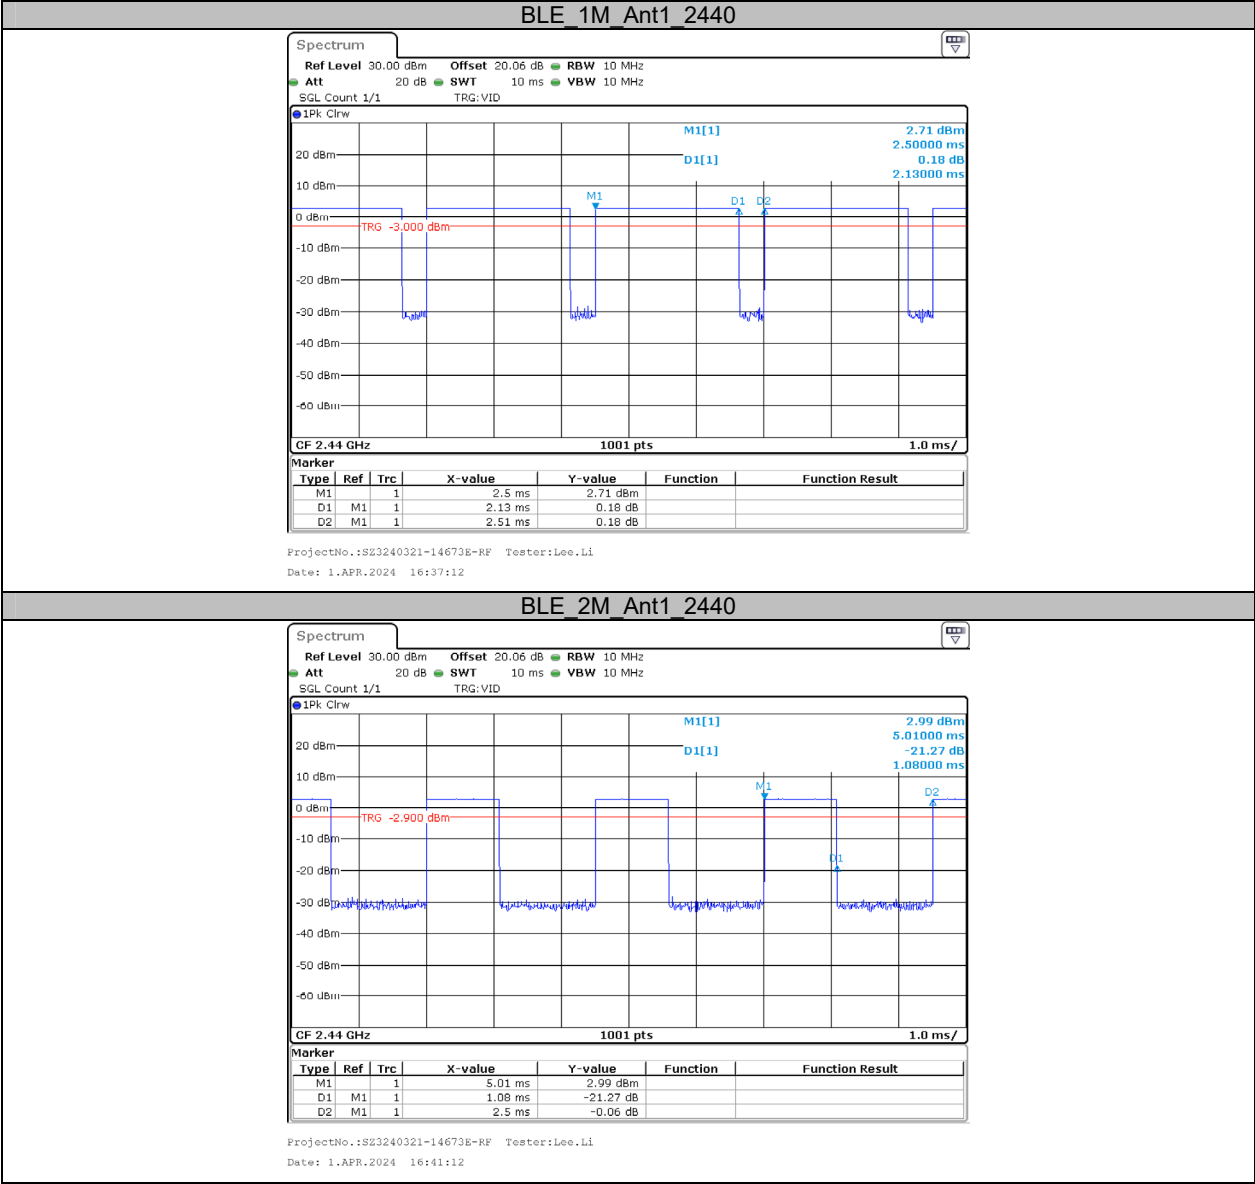 BLE_1M_Ant1_2440
Spectrum
Ref Level 30.00 dBm Offset 20.06 dB RBW 10 MHz
Att 20 dB SWT 10 ms VBW 10 MHz
SGL Count 1/1 TRG:VID
1Pk Clrw
M1[1] 2.71 dBm
2.50000 ms
20 dBm
D1[1] 0.18 dB
2.13000 ms
10 dBm
M1
D1 D2
0 dBm
TRG -3.000 dBm
-10 dBm
-20 dBm
-30 dBm
-40 dBm
-50 dBm
-60 dBm
CF 2.44 GHz 1001 pts 1.0 ms/
Marker
Type Ref Trc X-value Y-value Function Function Result
M1 1 2.5 ms 2.71 dBm
D1 M1 1 2.13 ms 0.18 dB
D2 M1 1 2.51 ms 0.18 dB
ProjectNo.:SZ3240321-14673E-RF Tester:Lee.Li
Date: 1.APR.2024 16:37:12
BLE_2M_Ant1_2440
Spectrum
Ref Level 30.00 dBm Offset 20.06 dB RBW 10 MHz
Att 20 dB SWT 10 ms VBW 10 MHz
SGL Count 1/1 TRG:VID
1Pk Clrw
M1[1] 2.99 dBm
5.01000 ms
20 dBm
D1[1] -21.27 dB
1.08000 ms
10 dBm
M1
D2
0 dBm
TRG -2.900 dBm
-10 dBm
D1
-20 dBm
-30 dBm
-40 dBm
-50 dBm
-60 dBm
CF 2.44 GHz 1001 pts 1.0 ms/
Marker
Type Ref Trc X-value Y-value Function Function Result
M1 1 5.01 ms 2.99 dBm
D1 M1 1 1.08 ms -21.27 dB
D2 M1 1 2.5 ms -0.06 dB
ProjectNo.:SZ3240321-14673E-RF Tester:Lee.Li
Date: 1.APR.2024 16:41:12